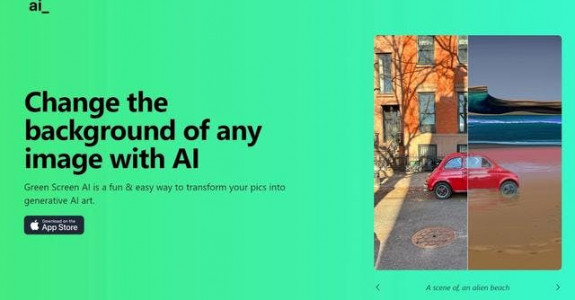 ai_
Change the
background of any
image with AI
Green Screen AI is a fun & easy way to transform your pics into
generative AI art.
Download on the
App Store
A scene of, an alien beach